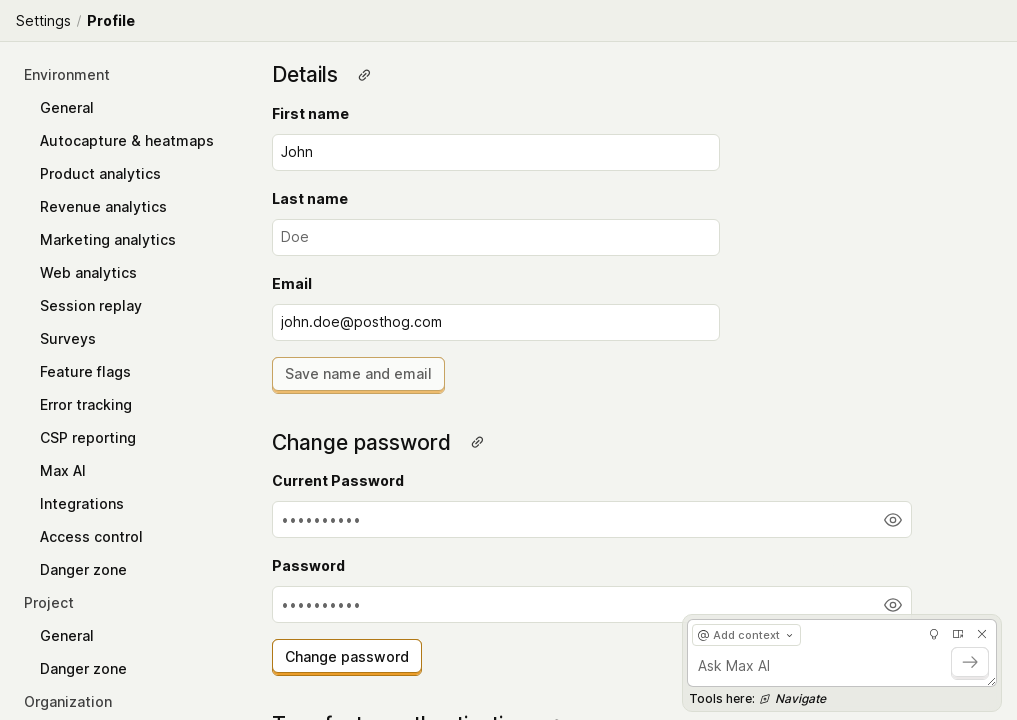 Settings / Profile
Environment
General
Autocapture & heatmaps
Product analytics
Revenue analytics
Marketing analytics
Web analytics
Session replay
Surveys
Feature flags
Error tracking
CSP reporting
Max AI
Integrations
Access control
Danger zone
Project
General
Danger zone
Organization
Details
First name
John
Last name
Doe
Email
john.doe@posthog.com
Save name and email
Change password
Current Password
••••••••••
Password
••••••••••
Change password
@ Add context
Ask Max AI
Tools here: Navigate